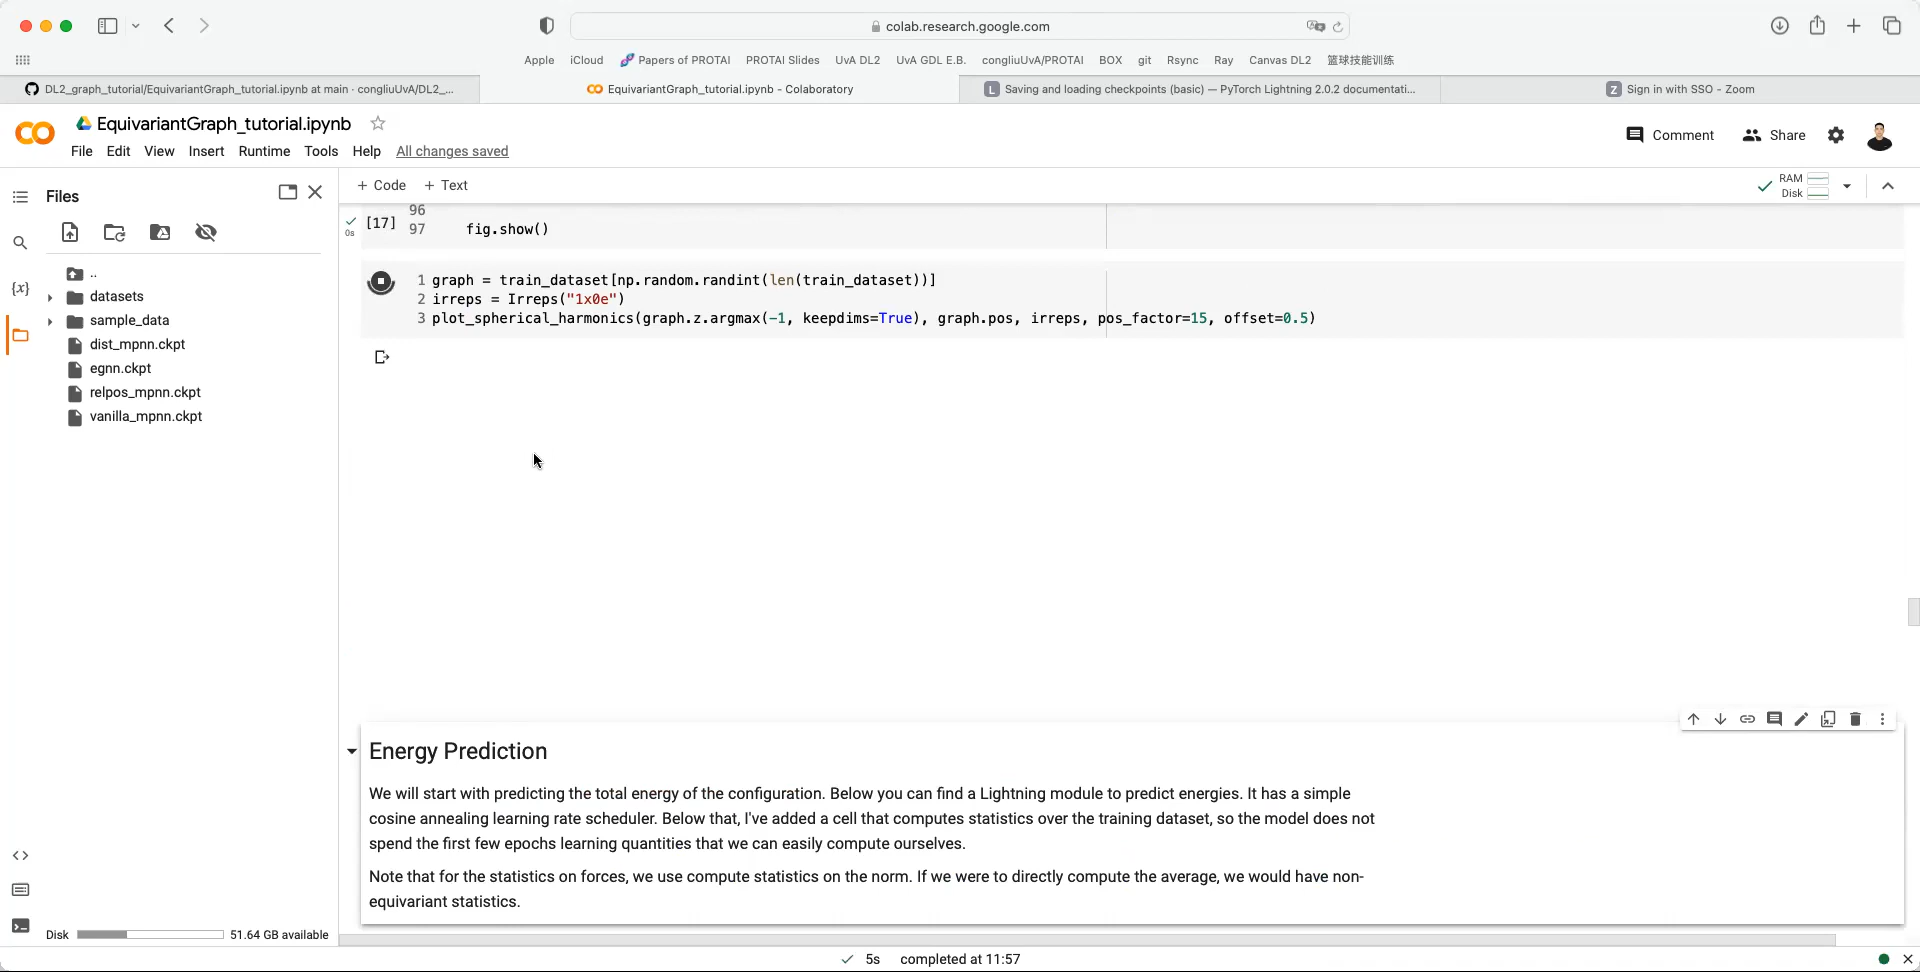 colab.research.google.com
Apple iCloud Papers of PROTAI PROTAI Slides UvA DL2 UvA GDL E.B. congliuUvA/PROTAI BOX git Rsync Ray Canvas DL2 篮球技能训练
DL2_graph_tutorial/EquivariantGraph_tutorial.ipynb at main · congliuUvA/DL2_...
EquivariantGraph_tutorial.ipynb - Colaboratory
L Saving and loading checkpoints (basic) — PyTorch Lightning 2.0.2 documentati...
Z Sign in with SSO - Zoom
EquivariantGraph_tutorial.ipynb
Comment Share
File Edit View Insert Runtime Tools Help All changes saved
Files
+ Code + Text
RAM
Disk
{x}
..
datasets
sample_data
dist_mpnn.ckpt
egnn.ckpt
relpos_mpnn.ckpt
vanilla_mpnn.ckpt
Disk 51.64 GB available
96
[17] 97 fig.show()
0s
1 graph = train_dataset[np.random.randint(len(train_dataset))]
2 irreps = Irreps("1x0e")
3 plot_spherical_harmonics(graph.z.argmax(-1, keepdims=True), graph.pos, irreps, pos_factor=15, offset=0.5)
Energy Prediction
We will start with predicting the total energy of the configuration. Below you can find a Lightning module to predict energies. It has a simple
cosine annealing learning rate scheduler. Below that, I've added a cell that computes statistics over the training dataset, so the model does not
spend the first few epochs learning quantities that we can easily compute ourselves.
Note that for the statistics on forces, we use compute statistics on the norm. If we were to directly compute the average, we would have non-
equivariant statistics.
5s completed at 11:57